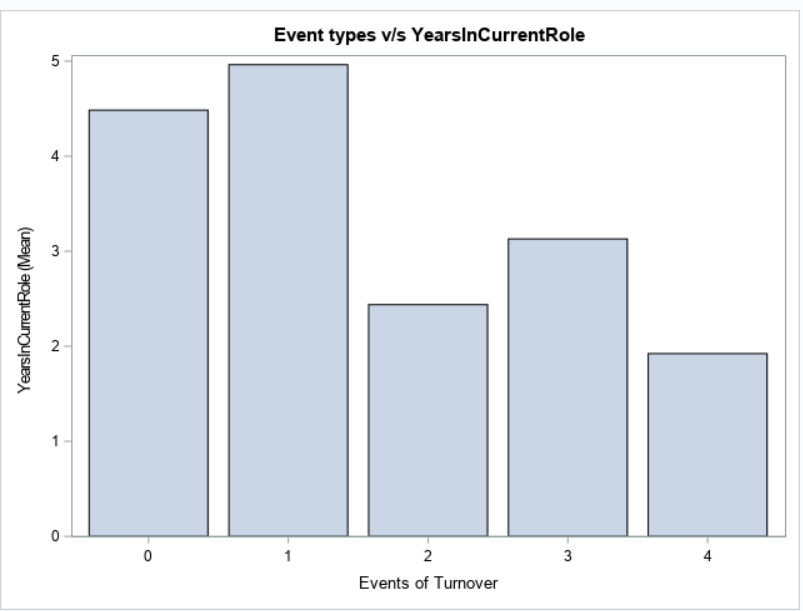 Event types v/s YearsInCurrentRole
5
4
3
2
1
0
YearsInCurrentRole (Mean)
0 1 2 3 4
Events of Turnover